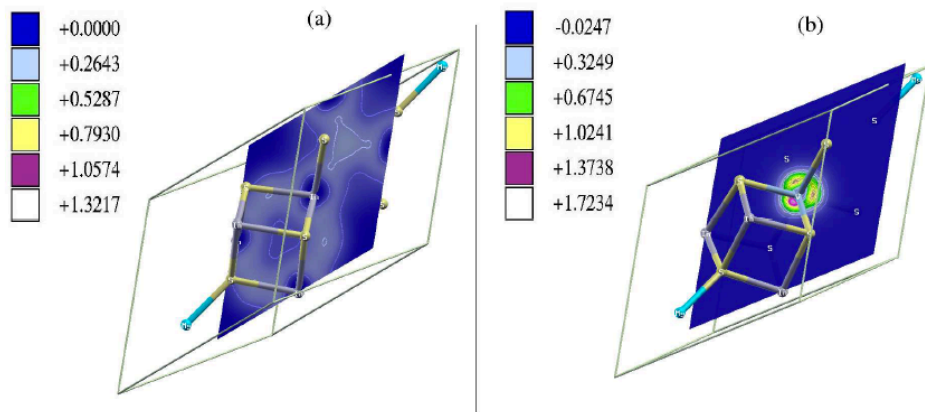 (a)
+0.0000
+0.2643
+0.5287
+0.7930
+1.0574
+1.3217
(b)
-0.0247
+0.3249
+0.6745
+1.0241
+1.3738
+1.7234
S
S
S
S